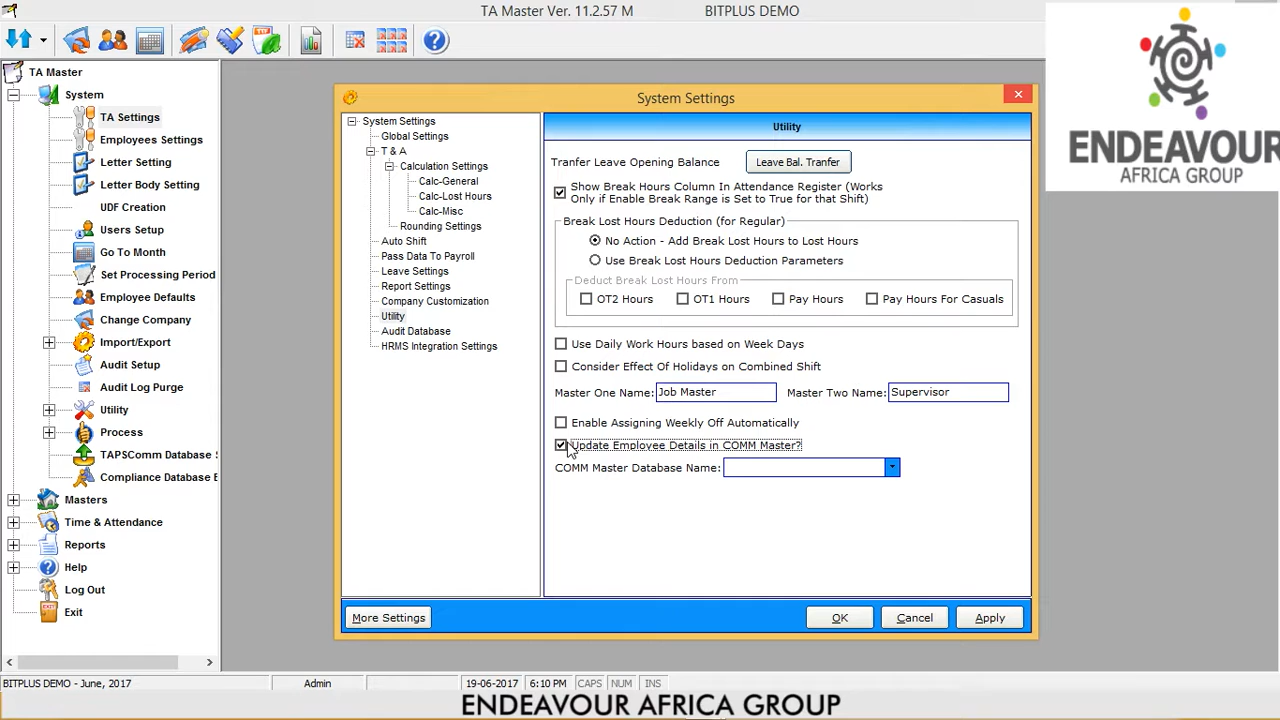 TA Master Ver. 11.2.57 M
BITPLUS DEMO
ENDEAVOUR
AFRICA GROUP
TA Master
System
TA Settings
Employees Settings
Letter Setting
Letter Body Setting
UDF Creation
Users Setup
Go To Month
Set Processing Period
Employee Defaults
Change Company
Import/Export
Audit Setup
Audit Log Purge
Utility
Process
TAPSComm Database S
Compliance Database E
Masters
Time & Attendance
Reports
Help
Log Out
Exit
System Settings
System Settings
Global Settings
T & A
Calculation Settings
Calc-General
Calc-Lost Hours
Calc-Misc
Rounding Settings
Auto Shift
Pass Data To Payroll
Leave Settings
Report Settings
Company Customization
Utility
Audit Database
HRMS Integration Settings
Utility
Tranfer Leave Opening Balance
Leave Bal. Tranfer
Show Break Hours Column In Attendance Register (Works
Only if Enable Break Range is Set to True for that Shift)
Break Lost Hours Deduction (for Regular)
No Action - Add Break Lost Hours to Lost Hours
Use Break Lost Hours Deduction Parameters
Deduct Break Lost Hours From
OT2 Hours OT1 Hours Pay Hours Pay Hours For Casuals
Use Daily Work Hours based on Week Days
Consider Effect Of Holidays on Combined Shift
Master One Name: Job Master Master Two Name: Supervisor
Enable Assigning Weekly Off Automatically
Update Employee Details in COMM Master?
COMM Master Database Name:
More Settings OK Cancel Apply
BITPLUS DEMO - June, 2017 Admin 19-06-2017 6:10 PM CAPS NUM INS
ENDEAVOUR AFRICA GROUP